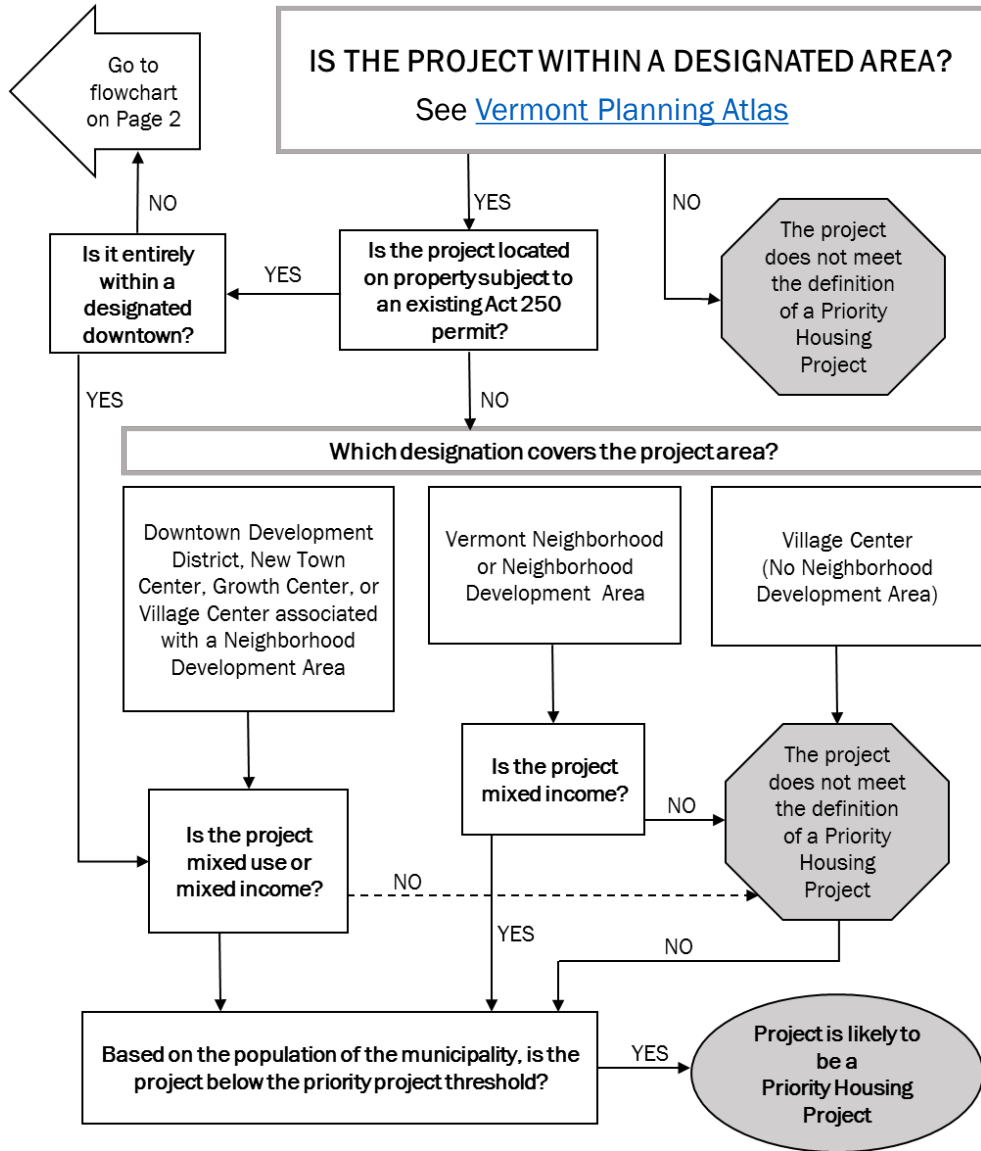 Go to
flowchart
on Page 2
IS THE PROJECT WITHIN A DESIGNATED AREA?
See Vermont Planning Atlas
NO
YES
NO
Is it entirely
within a
designated
downtown?
YES
Is the project located
on property subject to
an existing Act 250
permit?
The project
does not meet
the definition
of a Priority
Housing
Project
YES
NO
Which designation covers the project area?
Downtown Development
District, New Town
Center, Growth Center, or
Village Center associated
with a Neighborhood
Development Area
Vermont Neighborhood
or Neighborhood
Development Area
Village Center
(No Neighborhood
Development Area)
Is the project
mixed income?
NO
The project
does not meet
the definition
of a Priority
Housing
Project
Is the project
mixed use or
mixed income?
NO
YES
NO
Based on the population of the municipality, is the
project below the priority project threshold?
YES
Project is likely to
be a
Priority Housing
Project